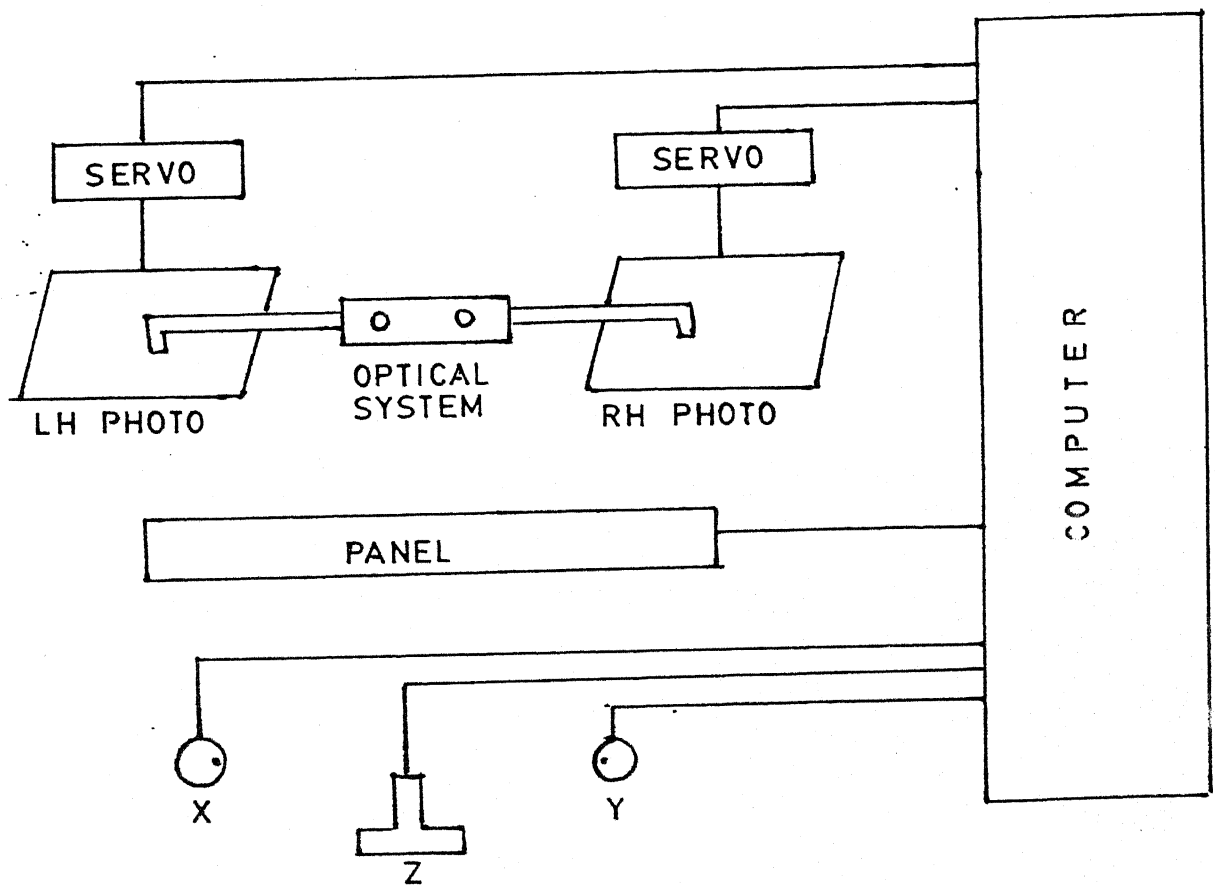 SERVO
SERVO
OPTICAL
SYSTEM
LH PHOTO
RH PHOTO
COMPUTER
PANEL
X
Y
Z